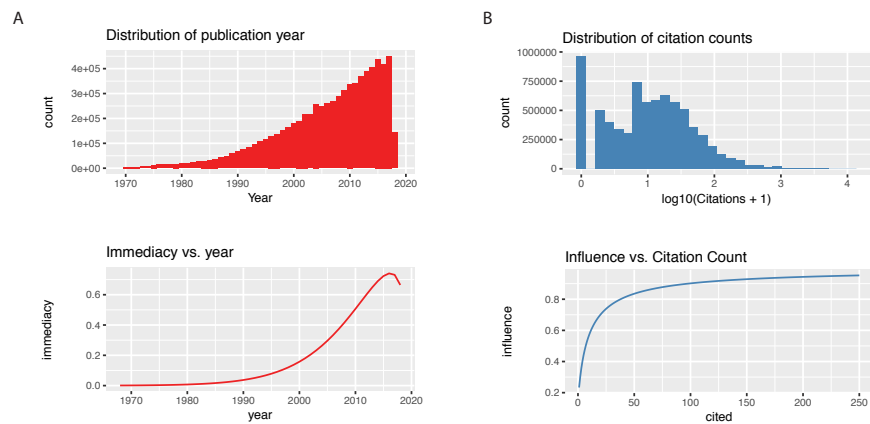 A
Distribution of publication year
4e+05
3e+05
2e+05
1e+05
0e+00
count
1970 1980 1990 2000 2010 2020
Year
Immediacy vs. year
0.6
0.4
0.2
0.0
immediacy
1970 1980 1990 2000 2010 2020
year
B
Distribution of citation counts
1000000
750000
500000
250000
0
count
0 1 2 3 4
log10(Citations + 1)
Influence vs. Citation Count
0.8
0.6
0.4
0.2
influence
0 50 100 150 200 250
cited